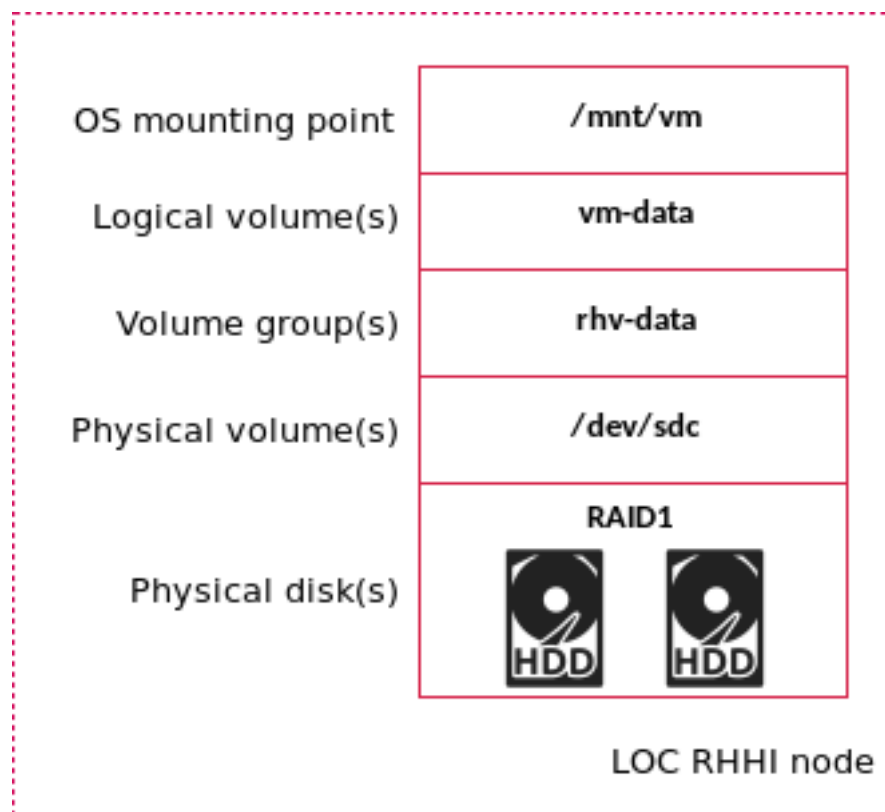 OS mounting point /mnt/vm
Logical volume(s) vm-data
Volume group(s) rhv-data
Physical volume(s) /dev/sdc
RAID1
Physical disk(s)
HDD HDD
LOC RHHI node